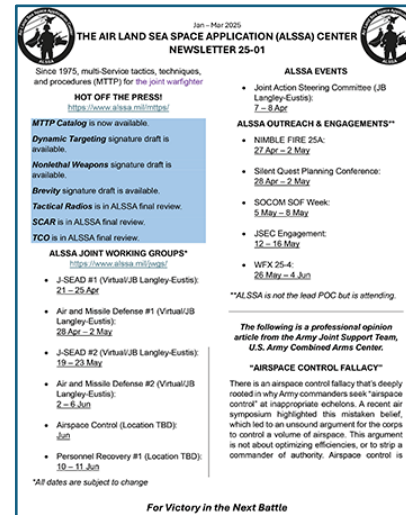 Jan – Mar 2025
THE AIR LAND SEA SPACE APPLICATION (ALSSA) CENTER
NEWSLETTER 25-01
Since 1975, multi-Service tactics, techniques,
and procedures (MTTP) for the joint warfighter
HOT OFF THE PRESS!
https://www.alssa.mil/mttps/
MTTP Catalog is now available.
Dynamic Targeting signature draft is
available.
Nonlethal Weapons signature draft is
available.
Brevity signature draft is available.
Tactical Radios is in ALSSA final review.
SCAR is in ALSSA final review.
TCO is in ALSSA final review.
ALSSA JOINT WORKING GROUPS*
https://www.alssa.mil/jwgs/
• J-SEAD #1 (Virtual/JB
Langley-Eustis):
21 – 25 Apr
• Air and Missile Defense #1 (Virtual/JB
Langley-Eustis):
28 Apr – 2 May
• J-SEAD #2 (Virtual/JB
Langley-Eustis):
19 – 23 May
• Air and Missile Defense #2 (Virtual/JB
Langley-Eustis):
2 – 6 Jun
• Airspace Control (Location TBD):
Jun
• Personnel Recovery #1 (Location TBD):
10 – 11 Jun
*All dates are subject to change
ALSSA EVENTS
• Joint Action Steering Committee (JB
Langley-Eustis):
7 – 8 Apr
ALSSA OUTREACH & ENGAGEMENTS**
• NIMBLE FIRE 25A:
27 Apr – 2 May
• Silent Quest Planning Conference:
28 Apr – 2 May
• SOCOM SOF Week:
5 May – 8 May
• JSEC Engagement:
12 – 16 May
• WFX 25-4:
26 May – 4 Jun
**ALSSA is not the lead POC but is attending.
The following is a professional opinion
article from the Army Joint Support Team,
U.S. Army Combined Arms Center.
“AIRSPACE CONTROL FALLACY”
There is an airspace control fallacy that's deeply
rooted in why Army commanders seek “airspace
control” at inappropriate echelons. A recent air
symposium highlighted this mistaken belief,
which led to an unsound argument for the corps
to control a volume of airspace. This argument
is not about optimizing efficiencies, or to strip a
commander of authority. Airspace control is
For Victory in the Next Battle